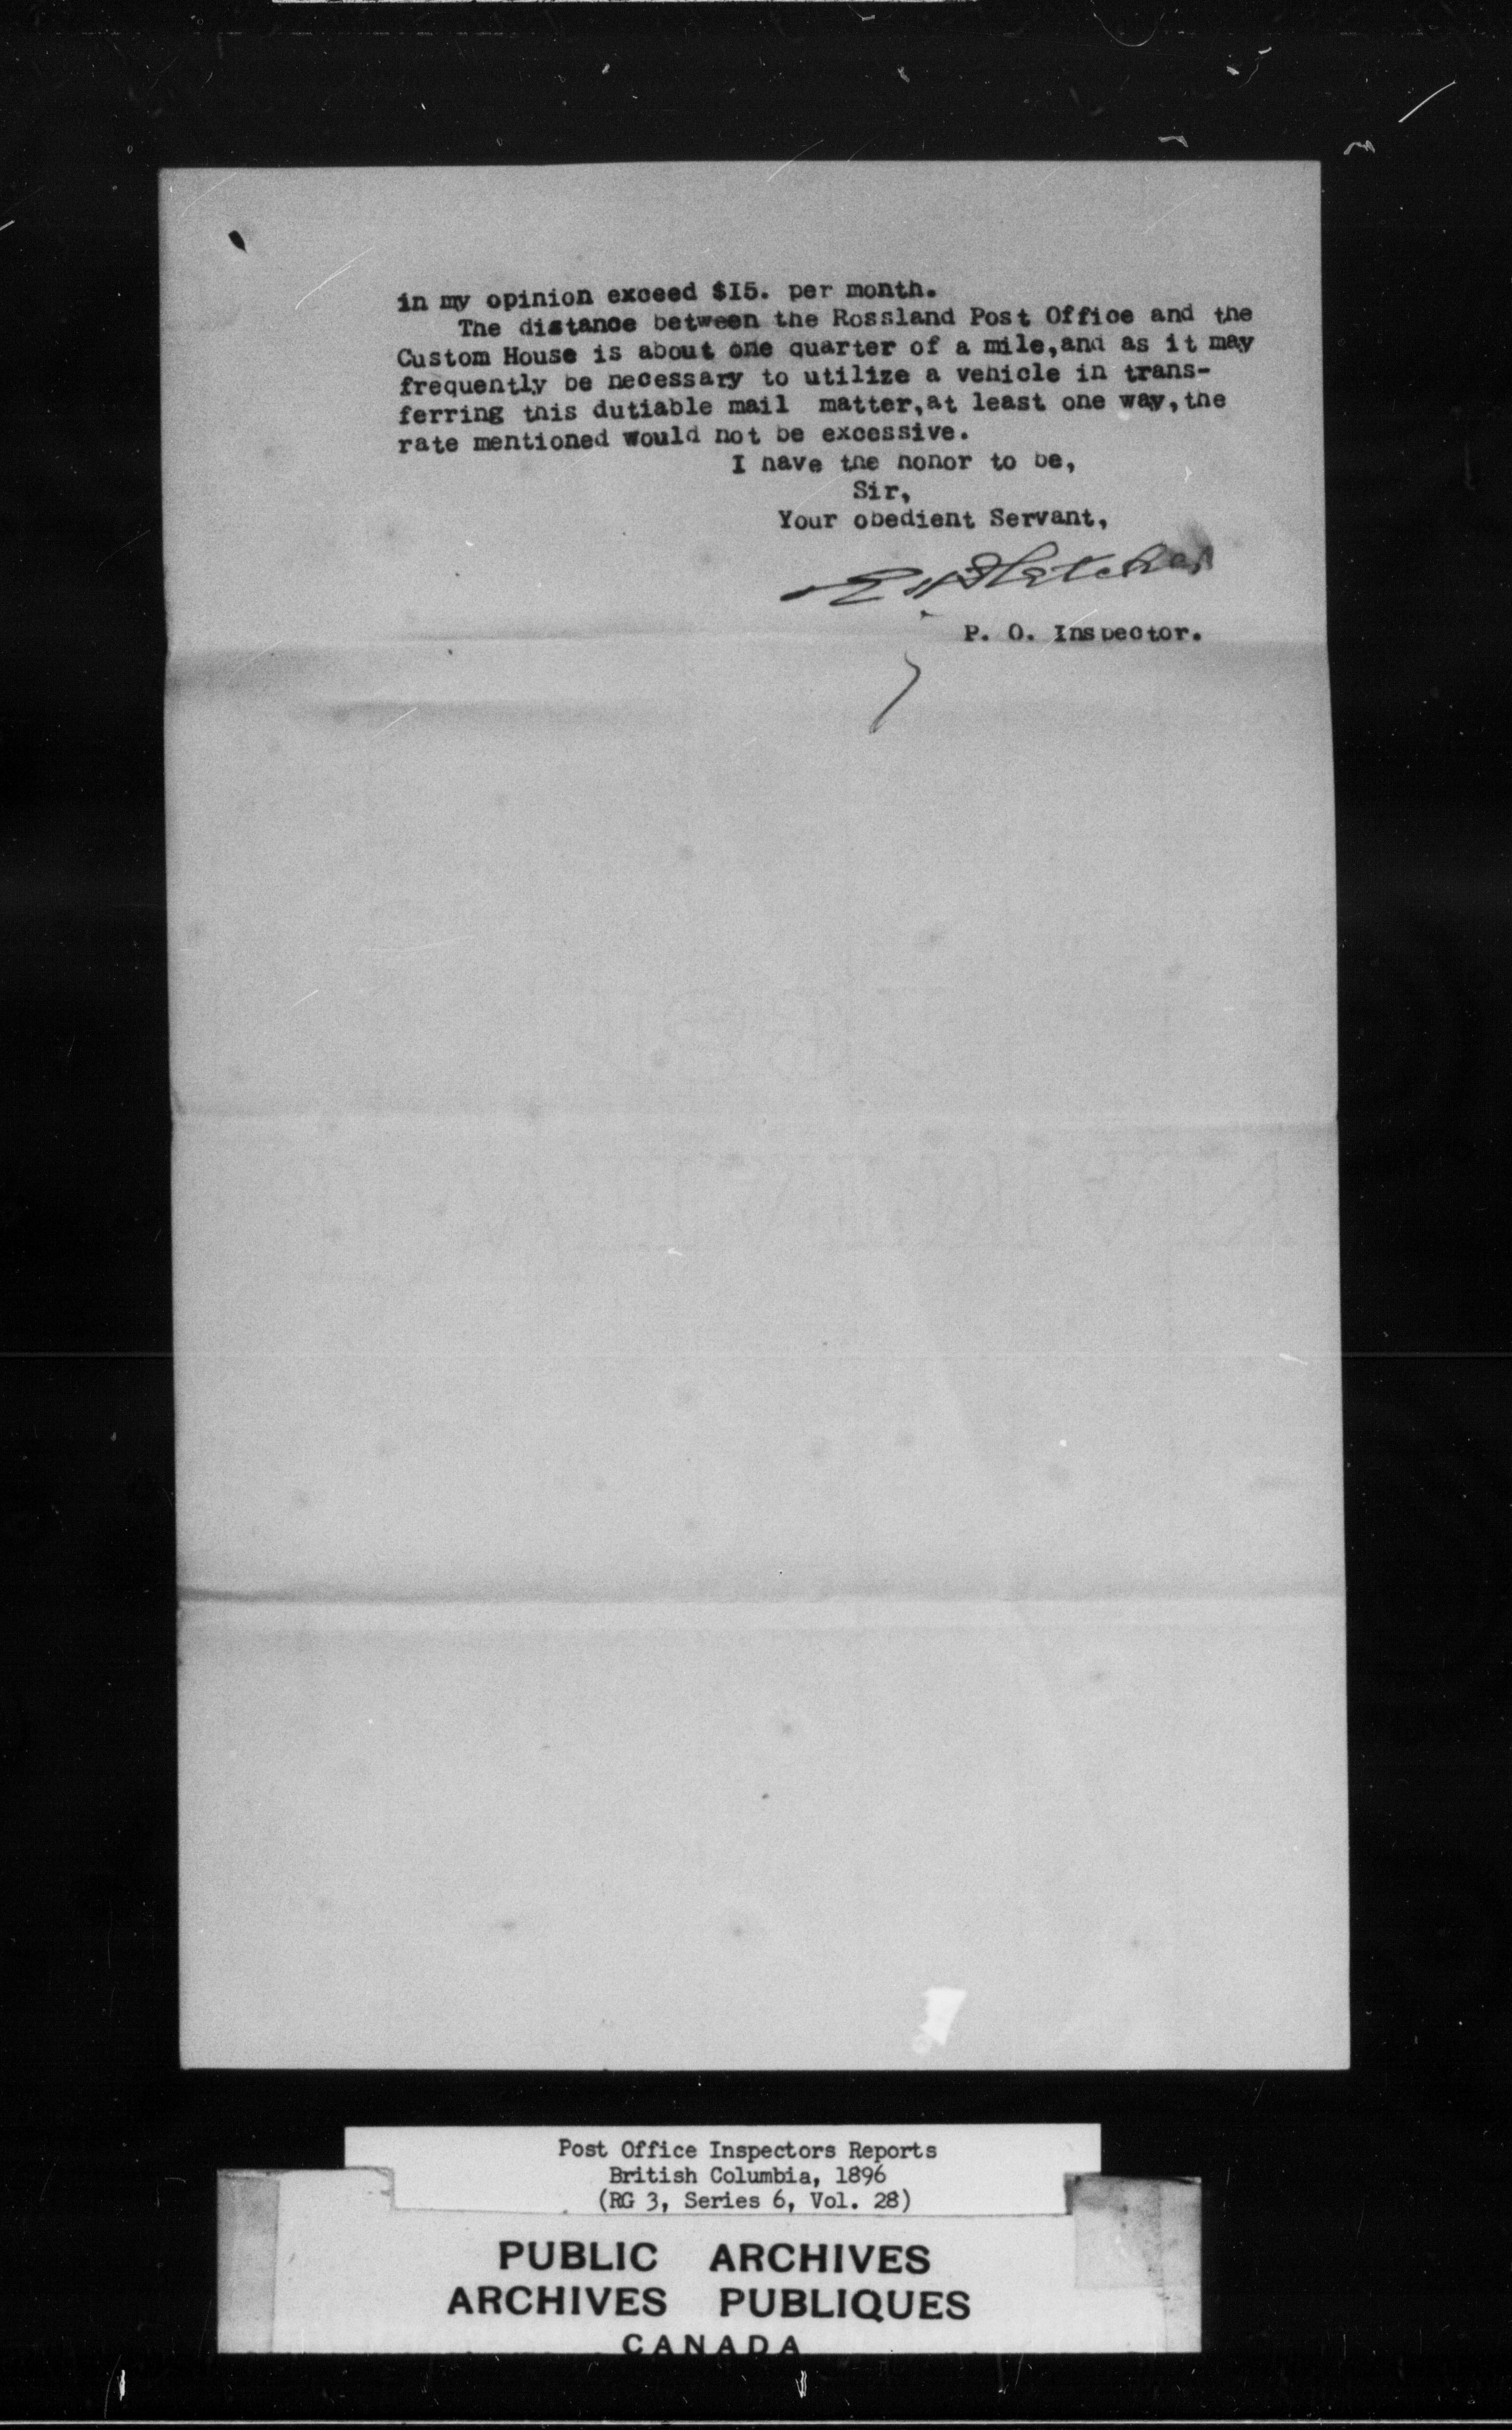 in my opinion exceed $I5. per month.
The distance between the Rossland Post Office and the
Custom House is about one quarter of a mile,and as it may
frequently be necessary to utilize a vehicle in trans-
ferring this dutiable mail matter,at least one way,the
rate mentioned would not be excessive.
I have the honor to be,
Sir,
Your obedient Servant,
E. H. Fletcher
P. O. Inspector.
Post Office Inspectors Reports
British Columbia, 1896
(RG 3, Series 6, Vol. 28)
PUBLIC ARCHIVES
ARCHIVES PUBLIQUES
CANADA